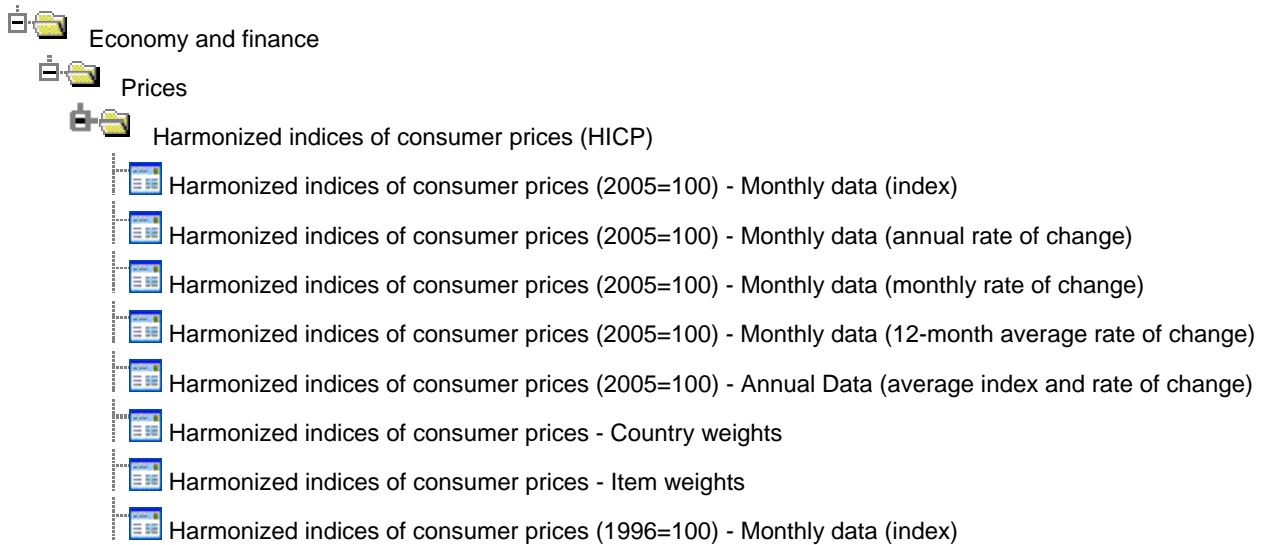 Economy and finance
Prices
Harmonized indices of consumer prices (HICP)
Harmonized indices of consumer prices (2005=100) - Monthly data (index)
Harmonized indices of consumer prices (2005=100) - Monthly data (annual rate of change)
Harmonized indices of consumer prices (2005=100) - Monthly data (monthly rate of change)
Harmonized indices of consumer prices (2005=100) - Monthly data (12-month average rate of change)
Harmonized indices of consumer prices (2005=100) - Annual Data (average index and rate of change)
Harmonized indices of consumer prices - Country weights
Harmonized indices of consumer prices - Item weights
Harmonized indices of consumer prices (1996=100) - Monthly data (index)